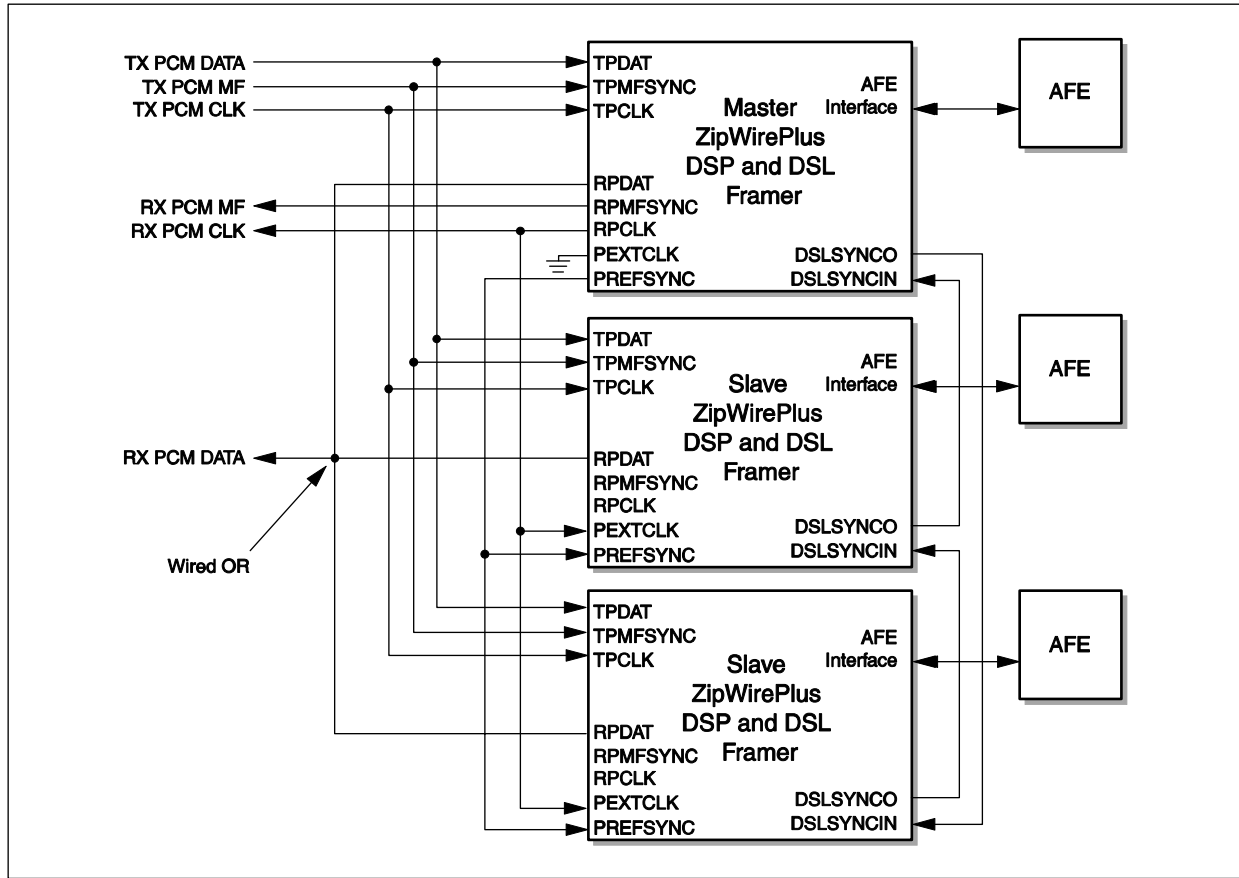 TX PCM DATA
TX PCM MF
TX PCM CLK
RX PCM MF
RX PCM CLK
RX PCM DATA
Wired OR
TPDAT
TPMFSYNC
TPCLK
RPDAT
RPMFSYNC
RPCLK
PEXTCLK
PREFSYNC
Master
ZipWirePlus
DSP and DSL
Framer
AFE
Interface
DSLSYNCO
DSLSYNCIN
AFE
TPDAT
TPMFSYNC
TPCLK
RPDAT
RPMFSYNC
RPCLK
PEXTCLK
PREFSYNC
Slave
ZipWirePlus
DSP and DSL
Framer
AFE
Interface
DSLSYNCO
DSLSYNCIN
AFE
TPDAT
TPMFSYNC
TPCLK
RPDAT
RPMFSYNC
RPCLK
PEXTCLK
PREFSYNC
Slave
ZipWirePlus
DSP and DSL
Framer
AFE
Interface
DSLSYNCO
DSLSYNCIN
AFE